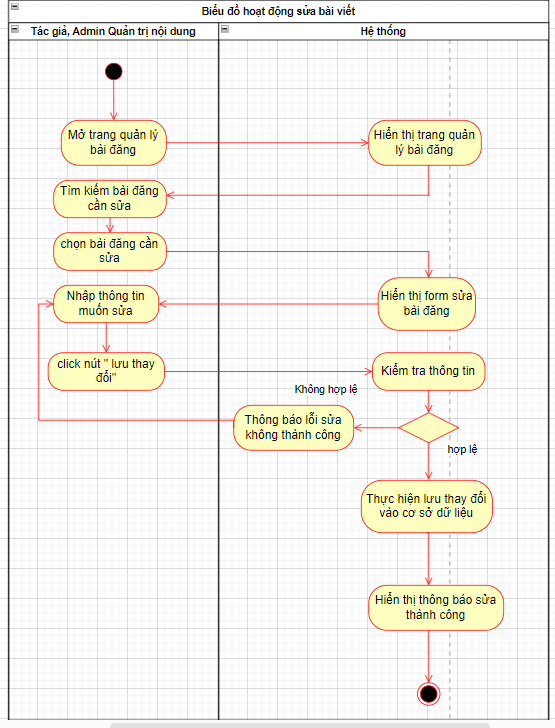 Biểu đồ hoạt động sửa bài viết
Tác giả, Admin Quản trị nội dung
Hệ thống
Mở trang quản lý
bài đăng
Hiển thị trang quản
lý bài đăng
Tìm kiếm bài đăng
cần sửa
chọn bài đăng cần
sửa
Hiển thị form sửa
bài đăng
Nhập thông tin
muốn sửa
click nút " lưu thay
đổi"
Kiểm tra thông tin
Không hợp lệ
Thông báo lỗi sửa
không thành công
hợp lệ
Thực hiện lưu thay đổi
vào cơ sở dữ liệu
Hiển thị thông báo sửa
thành công